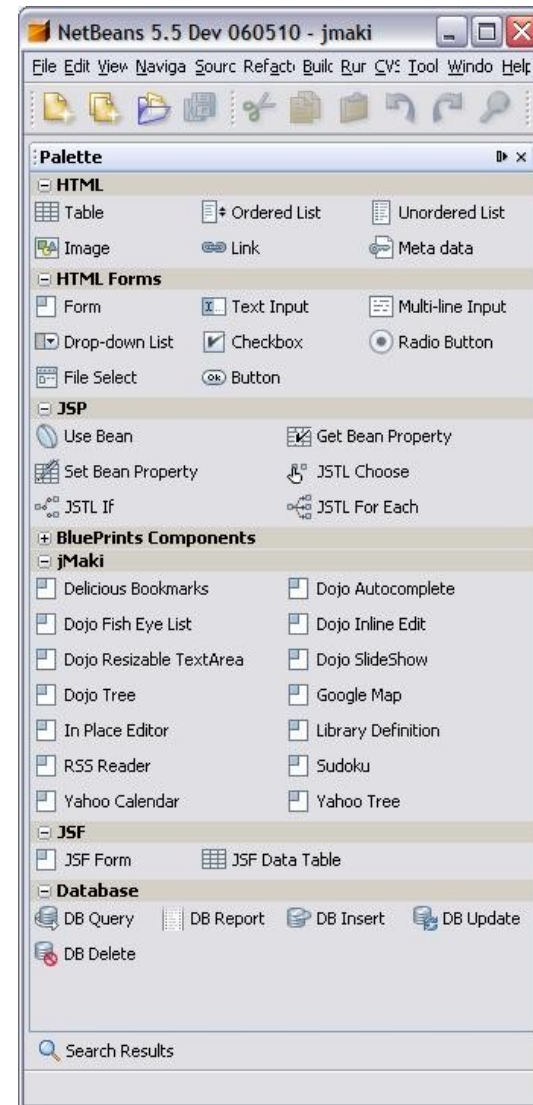 NetBeans 5.5 Dev 060510 - jmaki
File Edit View Naviga Sourc Refact Builc Rur CVS Tool Windo Help
Palette
HTML
Table Ordered List Unordered List
Image Link Meta data
HTML Forms
Form Text Input Multi-line Input
Drop-down List Checkbox Radio Button
File Select OK Button
JSP
Use Bean Get Bean Property
Set Bean Property JSTL Choose
JSTL If JSTL For Each
BluePrints Components
jMaki
Delicious Bookmarks Dojo Autocomplete
Dojo Fish Eye List Dojo Inline Edit
Dojo Resizable TextArea Dojo SlideShow
Dojo Tree Google Map
In Place Editor Library Definition
RSS Reader Sudoku
Yahoo Calendar Yahoo Tree
JSF
JSF Form JSF Data Table
Database
DB Query DB Report DB Insert DB Update
DB Delete
Search Results